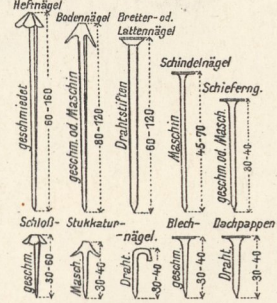 Heftnägel
Bodennägel
Breiter- od.
Lattennägel
Schindelnägel
Schieferng.
geschmiedet
60-160
geschm. od. Maschin
80-120
Drahtstiften
60-120
Maschin
45-70
geschm. od. Masch
30-40
Schloß-
Stukkatur-
-nägel.
Blech-
Dachpappen
geschm.
30-60
Masch.
30-40
Draht.
30-40
geschm.
30-40
Draht.
30-40